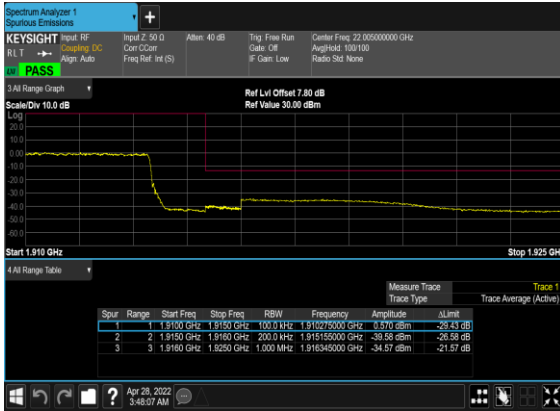 Spectrum Analyzer 1
Spurious Emissions
+
KEYSIGHT Input: RF Input Z: 50 Ω Atten: 40 dB Trig: Free Run Center Freq: 22.005000000 GHz
RLT Coupling: DC Corr CCorr Gate: Off Avg|Hold: 100/100
Align: Auto Freq Ref: Int (S) IF Gain: Low Radio Std: None
PASS
3 All Range Graph Ref Lvl Offset 7.80 dB
Scale/Div 10.0 dB Ref Value 30.00 dBm
Log
20.0
10.0
0.00
-10.0
-20.0
-30.0
-40.0
-50.0
-60.0
Start 1.910 GHz Stop 1.925 GH
4 All Range Table
Measure Trace Trace 1
Trace Type Trace Average (Active)
Spur Range Start Freq Stop Freq RBW Frequency Amplitude ΔLimit
1 1 1.9100 GHz 1.9150 GHz 100.0 kHz 1.910275000 GHz 0.570 dBm -29.43 dB
2 2 1.9150 GHz 1.9160 GHz 200.0 kHz 1.915155000 GHz -39.58 dBm -26.58 dB
3 3 1.9160 GHz 1.9250 GHz 1.000 MHz 1.916345000 GHz -34.57 dBm -21.57 dB
? Apr 28, 2022
3:48:07 AM